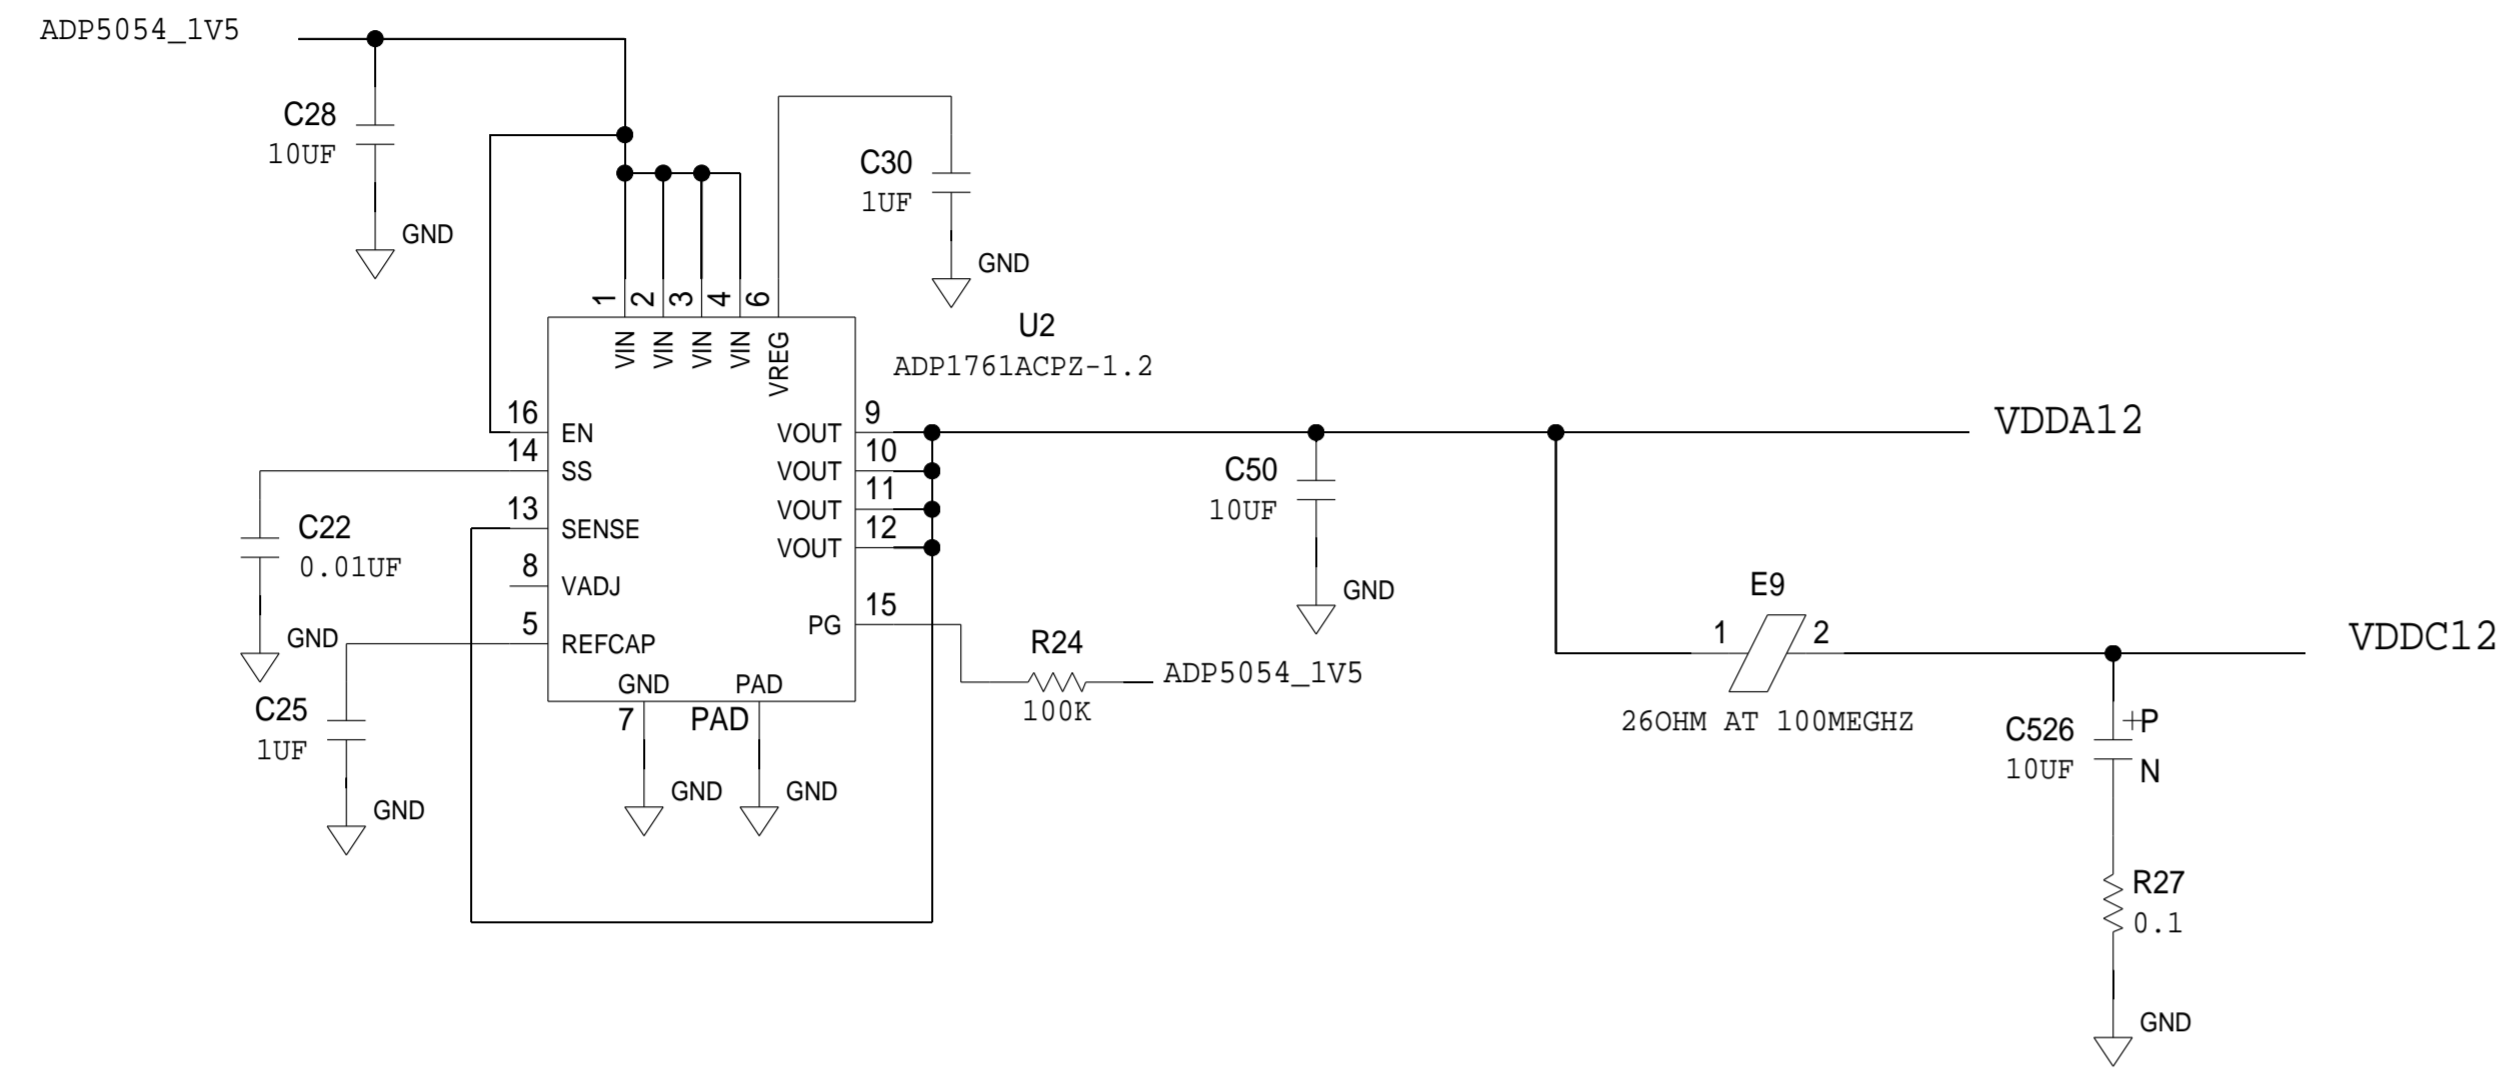 ADP5054_1V5
C28
10UF
GND
C30
1UF
GND
1
2
3
4
6
VIN
VIN
VIN
VIN
VREG
U2
ADP1761ACPZ-1.2
16
EN
14
SS
13
SENSE
8
VADJ
5
REFCAP
9
VOUT
10
VOUT
11
VOUT
12
VOUT
15
PG
GND
PAD
7
PAD
GND
GND
C22
0.01UF
GND
C25
1UF
GND
R24
100K
ADP5054_1V5
C50
10UF
GND
VDDA12
E9
1
2
26OHM AT 100MEGHZ
VDDC12
C526
10UF
+P
N
R27
0.1
GND